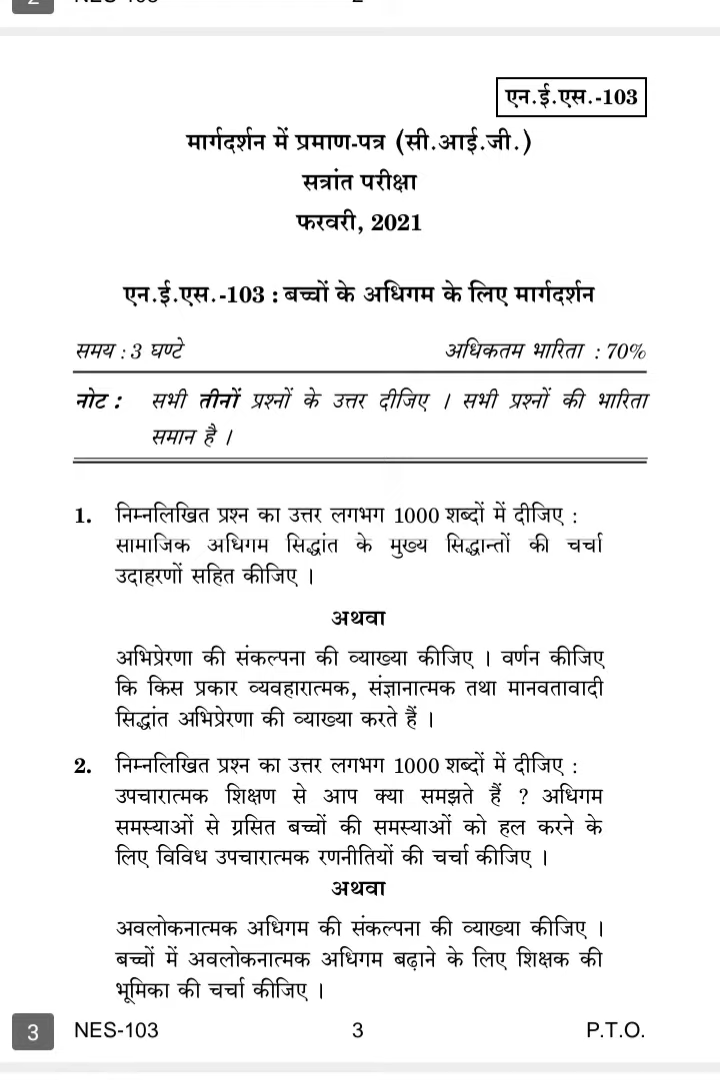 एन.ई.एस.-103
मार्गदर्शन में प्रमाण-पत्र (सी.आई.जी.)
सत्रांत परीक्षा
फरवरी, 2021
एन.ई.एस.-103 : बच्चों के अधिगम के लिए मार्गदर्शन
समय : 3 घण्टे अधिकतम भारिता : 70%
नोट : सभी तीनों प्रश्नों के उत्तर दीजिए । सभी प्रश्नों की भारिता
समान है ।
1. निम्नलिखित प्रश्न का उत्तर लगभग 1000 शब्दों में दीजिए :
सामाजिक अधिगम सिद्धांत के मुख्य सिद्धान्तों की चर्चा
उदाहरणों सहित कीजिए ।
अथवा
अभिप्रेरणा की संकल्पना की व्याख्या कीजिए । वर्णन कीजिए
कि किस प्रकार व्यवहारात्मक, संज्ञानात्मक तथा मानवतावादी
सिद्धांत अभिप्रेरणा की व्याख्या करते हैं ।
2. निम्नलिखित प्रश्न का उत्तर लगभग 1000 शब्दों में दीजिए :
उपचारात्मक शिक्षण से आप क्या समझते हैं ? अधिगम
समस्याओं से ग्रसित बच्चों की समस्याओं को हल करने के
लिए विविध उपचारात्मक रणनीतियों की चर्चा कीजिए ।
अथवा
अवलोकनात्मक अधिगम की संकल्पना की व्याख्या कीजिए ।
बच्चों में अवलोकनात्मक अधिगम बढ़ाने के लिए शिक्षक की
भूमिका की चर्चा कीजिए ।
3 NES-103 3 P.T.O.